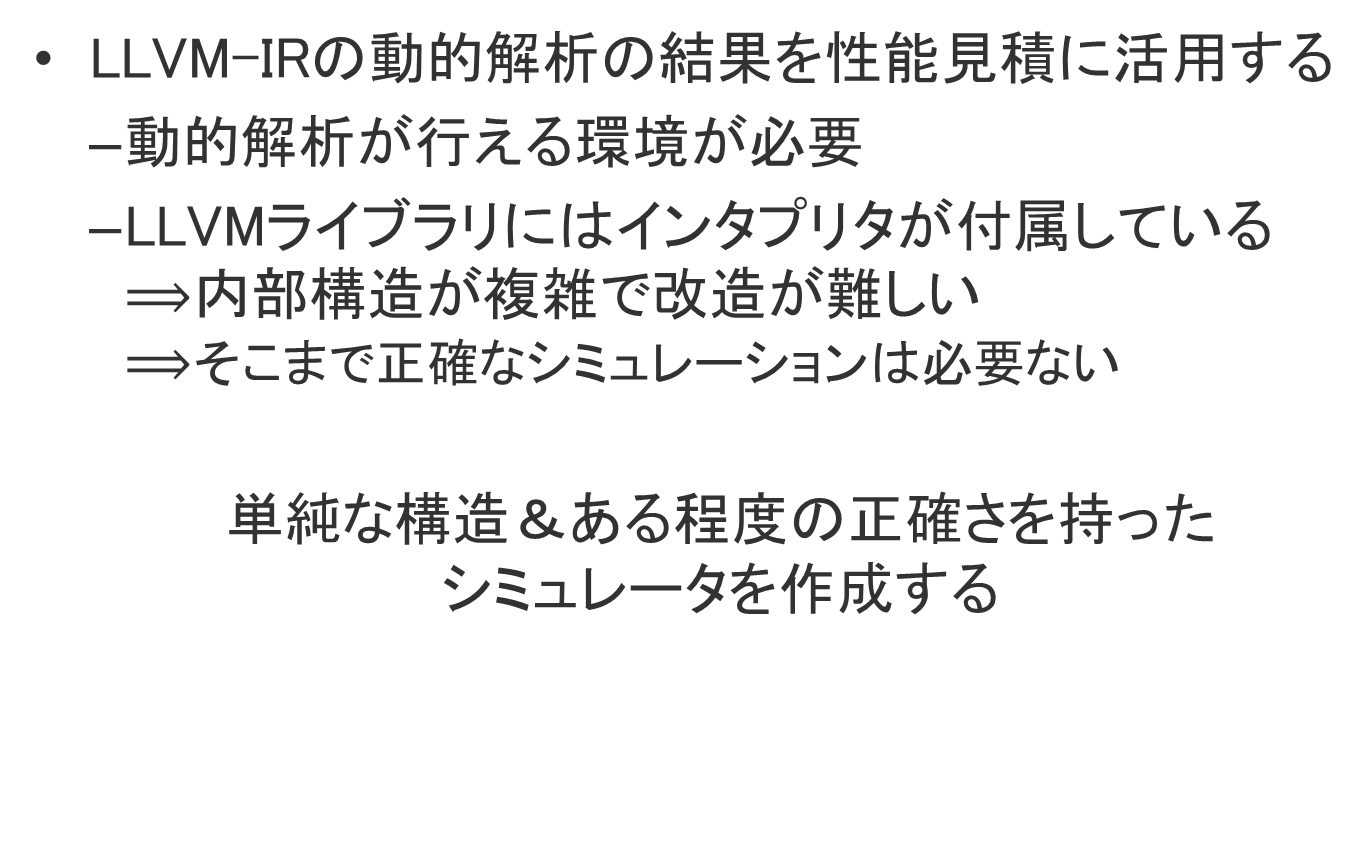 • LLVM-IRの動的解析の結果を性能見積に活用する
–動的解析が行える環境が必要
–LLVMライブラリにはインタプリタが付属している
⟹内部構造が複雑で改造が難しい
⟹そこまで正確なシミュレーションは必要ない
単純な構造＆ある程度の正確さを持った
シミュレータを作成する